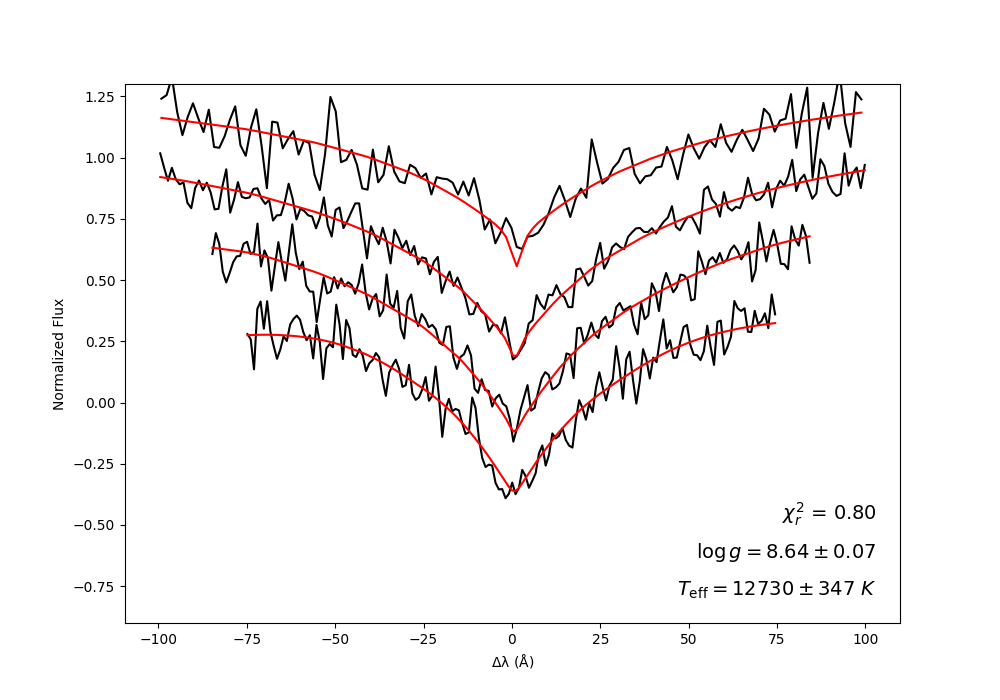 1.25
1.00
0.75
0.50
0.25
0.00
−0.25
−0.50
−0.75
Normalized Flux
χ²ᵣ = 0.80
log g = 8.64 ± 0.07
T_eff = 12730 ± 347 K
−100 −75 −50 −25 0 25 50 75 100
Δλ (Å)